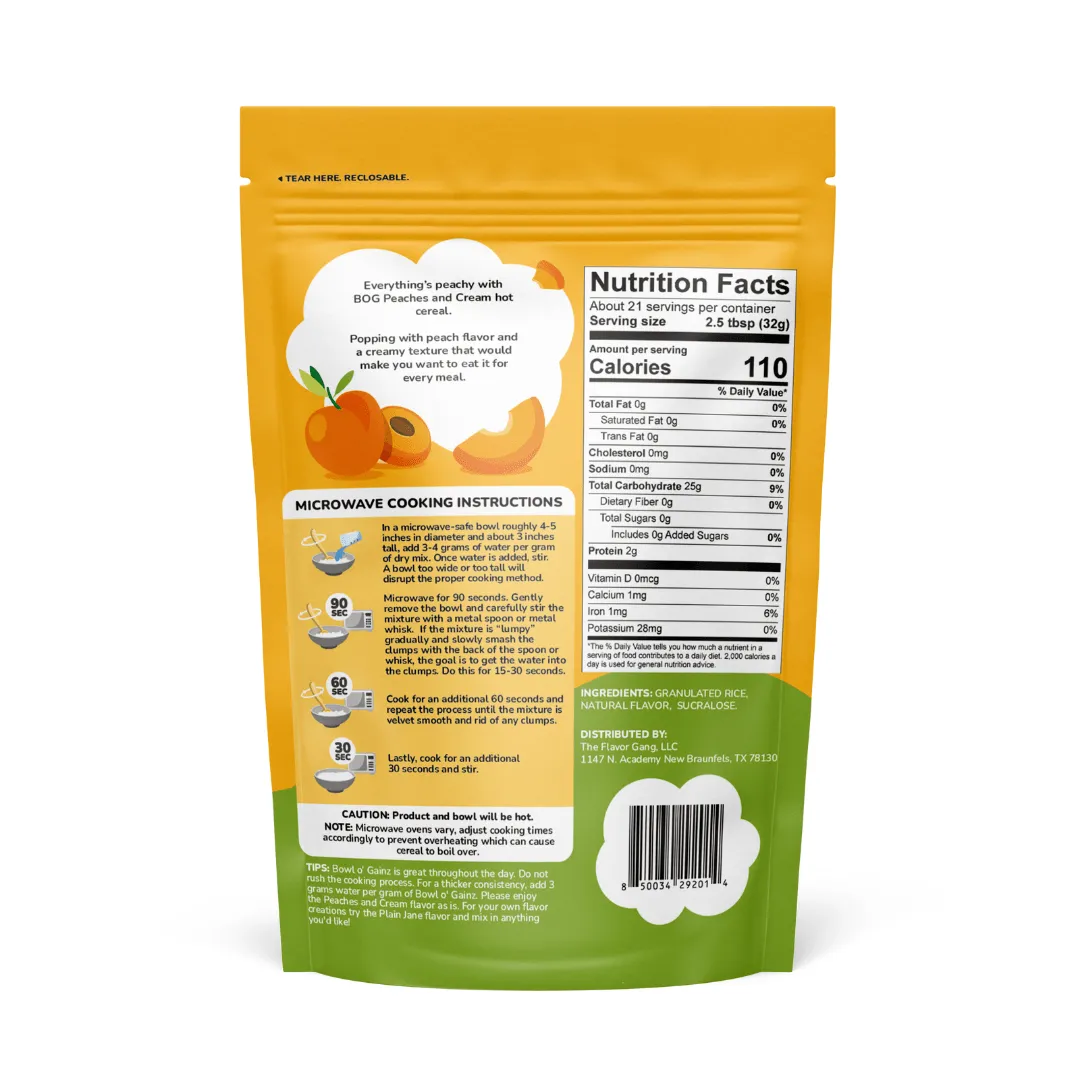 TEAR HERE. RECLOSABLE.
Everything's peachy with
BOG Peaches and Cream hot
cereal.
Popping with peach flavor and
a creamy texture that would
make you want to eat it for
every meal.
MICROWAVE COOKING INSTRUCTIONS
In a microwave-safe bowl roughly 4-5
inches in diameter and about 3 inches
tall, add 3-4 grams of water per gram
of dry mix. Once water is added, stir.
A bowl too wide or too tall will
disrupt the proper cooking method.
90
SEC
Microwave for 90 seconds. Gently
remove the bowl and carefully stir the
mixture with a metal spoon or metal
whisk. If the mixture is "lumpy"
gradually and slowly smash the
clumps with the back of the spoon or
whisk, the goal is to get the water into
the clumps. Do this for 15-30 seconds.
60
SEC
Cook for an additional 60 seconds and
repeat the process until the mixture is
velvet smooth and rid of any clumps.
30
SEC
Lastly, cook for an additional
30 seconds and stir.
CAUTION: Product and bowl will be hot.
NOTE: Microwave ovens vary, adjust cooking times
accordingly to prevent overheating which can cause
cereal to boil over.
TIPS: Bowl o' Gainz is great throughout the day. Do not
rush the cooking process. For a thicker consistency, add 3
grams water per gram of Bowl o' Gainz. Please enjoy
the Peaches and Cream flavor as is. For your own flavor
creations try the Plain Jane flavor and mix in anything
you'd like!
Nutrition Facts
About 21 servings per container
Serving size 2.5 tbsp (32g)
Amount per serving
Calories 110
% Daily Value*
Total Fat 0g 0%
Saturated Fat 0g 0%
Trans Fat 0g
Cholesterol 0mg 0%
Sodium 0mg 0%
Total Carbohydrate 25g 9%
Dietary Fiber 0g 0%
Total Sugars 0g
Includes 0g Added Sugars 0%
Protein 2g
Vitamin D 0mcg 0%
Calcium 1mg 0%
Iron 1mg 6%
Potassium 28mg 0%
*The % Daily Value tells you how much a nutrient in a
serving of food contributes to a daily diet. 2,000 calories a
day is used for general nutrition advice.
INGREDIENTS: GRANULATED RICE,
NATURAL FLAVOR, SUCRALOSE.
DISTRIBUTED BY:
The Flavor Gang, LLC
1147 N. Academy New Braunfels, TX 78130
8 50034 29201 4